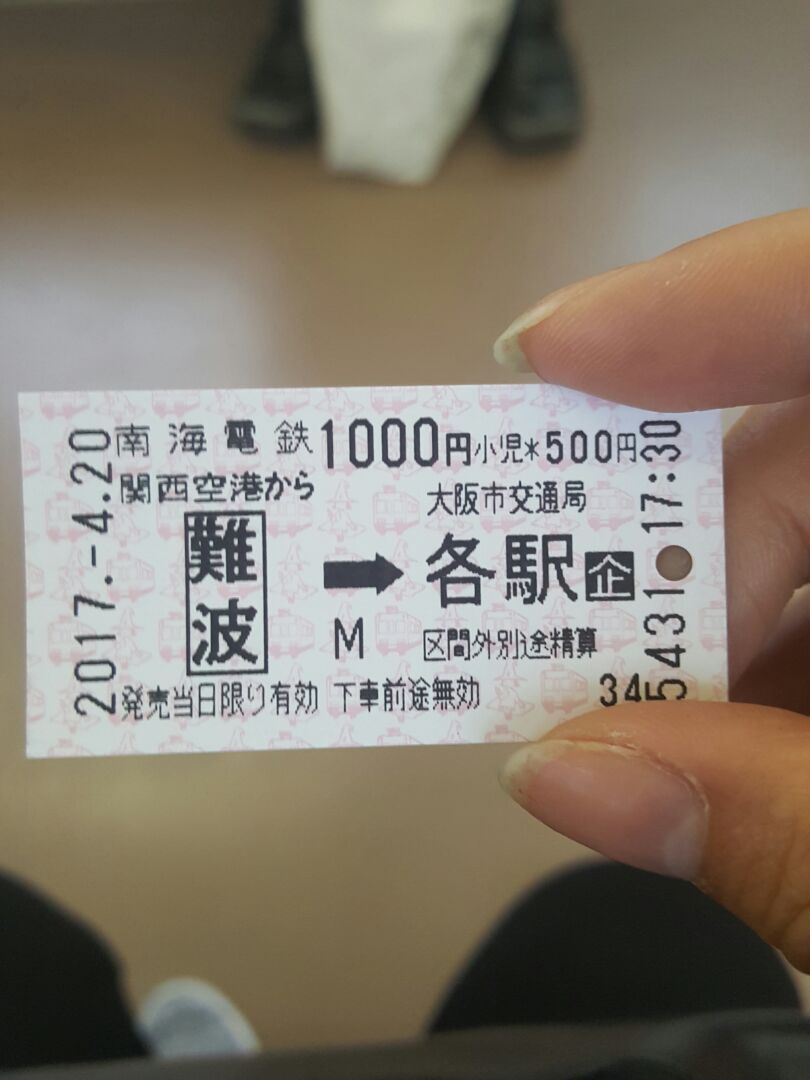 2017.-4.20
南海電鉄 1000円 小児*500円
関西空港から 大阪市交通局
難波 → 各駅 企
M 区間外別途精算
発売当日限り有効 下車前途無効
34
5431 17:30